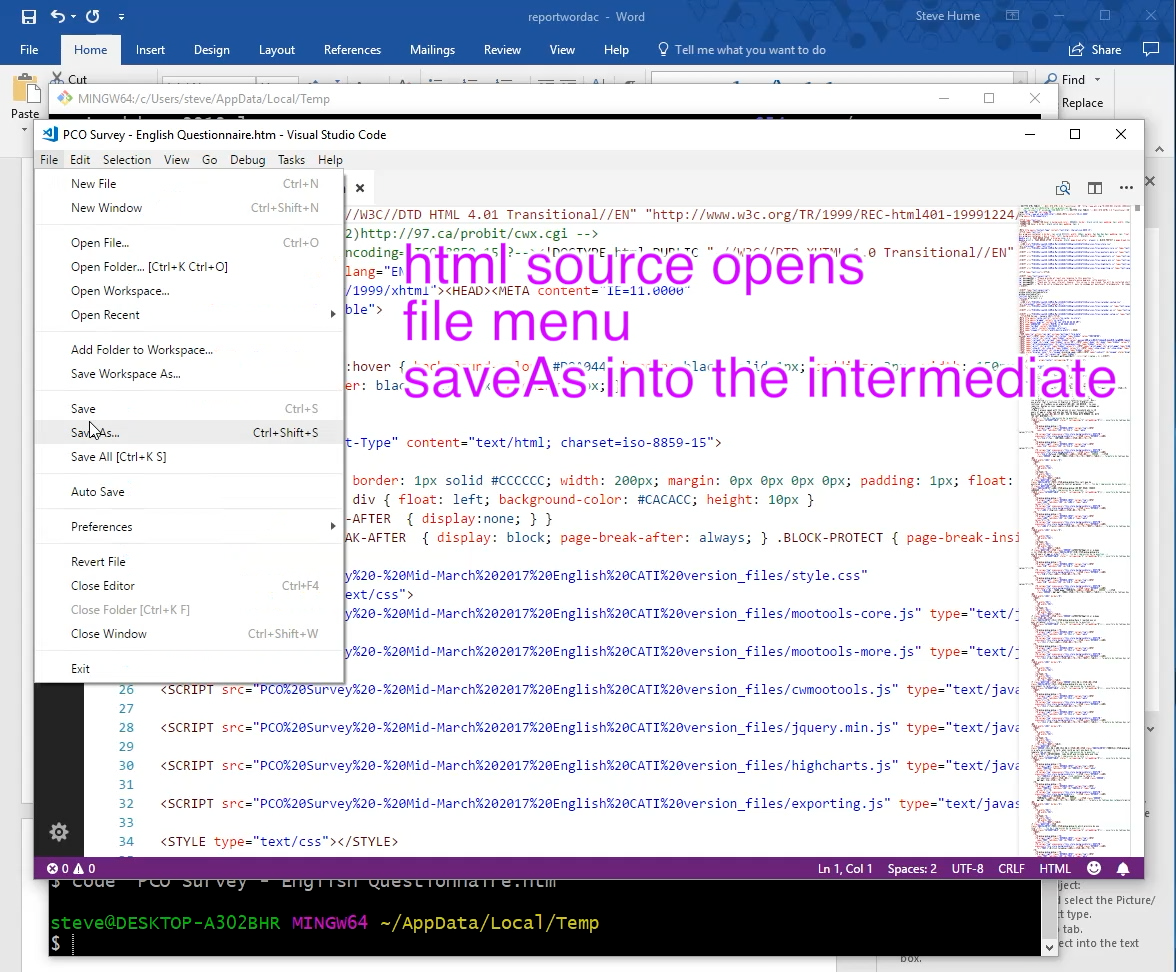 reportwordac - Word
Steve Hume
File Home Insert Design Layout References Mailings Review View Help Tell me what you want to do Share
Cut Find
MINGW64:/c/Users/steve/AppData/Local/Temp
Paste Replace
PCO Survey - English Questionnaire.htm - Visual Studio Code
File Edit Selection View Go Debug Tasks Help
New File Ctrl+N
New Window Ctrl+Shift+N
Open File... Ctrl+O
Open Folder... [Ctrl+K Ctrl+O]
Open Workspace...
Open Recent
Add Folder to Workspace...
Save Workspace As...
Save Ctrl+S
Save As... Ctrl+Shift+S
Save All [Ctrl+K S]
Auto Save
Preferences
Revert File
Close Editor Ctrl+F4
Close Folder [Ctrl+K F]
Close Window Ctrl+Shift+W
Exit
//W3C//DTD HTML 4.01 Transitional//EN" "http://www.w3c.org/TR/1999/REC-html401-19991224/
2)http://97.ca/probit/cwx.cgi -->
lang="EN
/1999/xhtml"><HEAD><META content="IE=11.0000"
ble">
html source opens
file menu
saveAs into the intermediate
t-Type" content="text/html; charset=iso-8859-15">
border: 1px solid #CCCCCC; width: 200px; margin: 0px 0px 0px 0px; padding: 1px; float:
div { float: left; background-color: #CACACC; height: 10px }
-AFTER { display:none; } }
AK-AFTER { display: block; page-break-after: always; } .BLOCK-PROTECT { page-break-insi
y%20-%20Mid-March%202017%20English%20CATI%20version_files/style.css"
ext/css">
y%20-%20Mid-March%202017%20English%20CATI%20version_files/mootools-core.js" type="text/j
y%20-%20Mid-March%202017%20English%20CATI%20version_files/mootools-more.js" type="text/j
26 <SCRIPT src="PCO%20Survey%20-%20Mid-March%202017%20English%20CATI%20version_files/cwmootools.js" type="text/java
27
28 <SCRIPT src="PCO%20Survey%20-%20Mid-March%202017%20English%20CATI%20version_files/jquery.min.js" type="text/java
29
30 <SCRIPT src="PCO%20Survey%20-%20Mid-March%202017%20English%20CATI%20version_files/highcharts.js" type="text/java
31
32 <SCRIPT src="PCO%20Survey%20-%20Mid-March%202017%20English%20CATI%20version_files/exporting.js" type="text/javas
33
34 <STYLE type="text/css"></STYLE>
0 0 Ln 1, Col 1 Spaces: 2 UTF-8 CRLF HTML
$ code "PCO Survey - English Questionnaire.htm"
steve@DESKTOP-A302BHR MINGW64 ~/AppData/Local/Temp
$
ject:
select the Picture/
t type.
tab.
ect into the text
box.